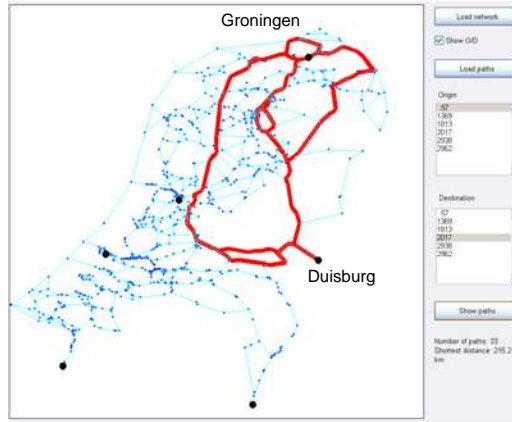 Groningen
Duisburg
Load network
Show O/D
Load paths
Origin
57
1369
1813
2017
2938
2962
Destination
57
1369
1813
2017
2938
2962
Show paths
Number of paths: 33
Shortest distance: 216.2
km